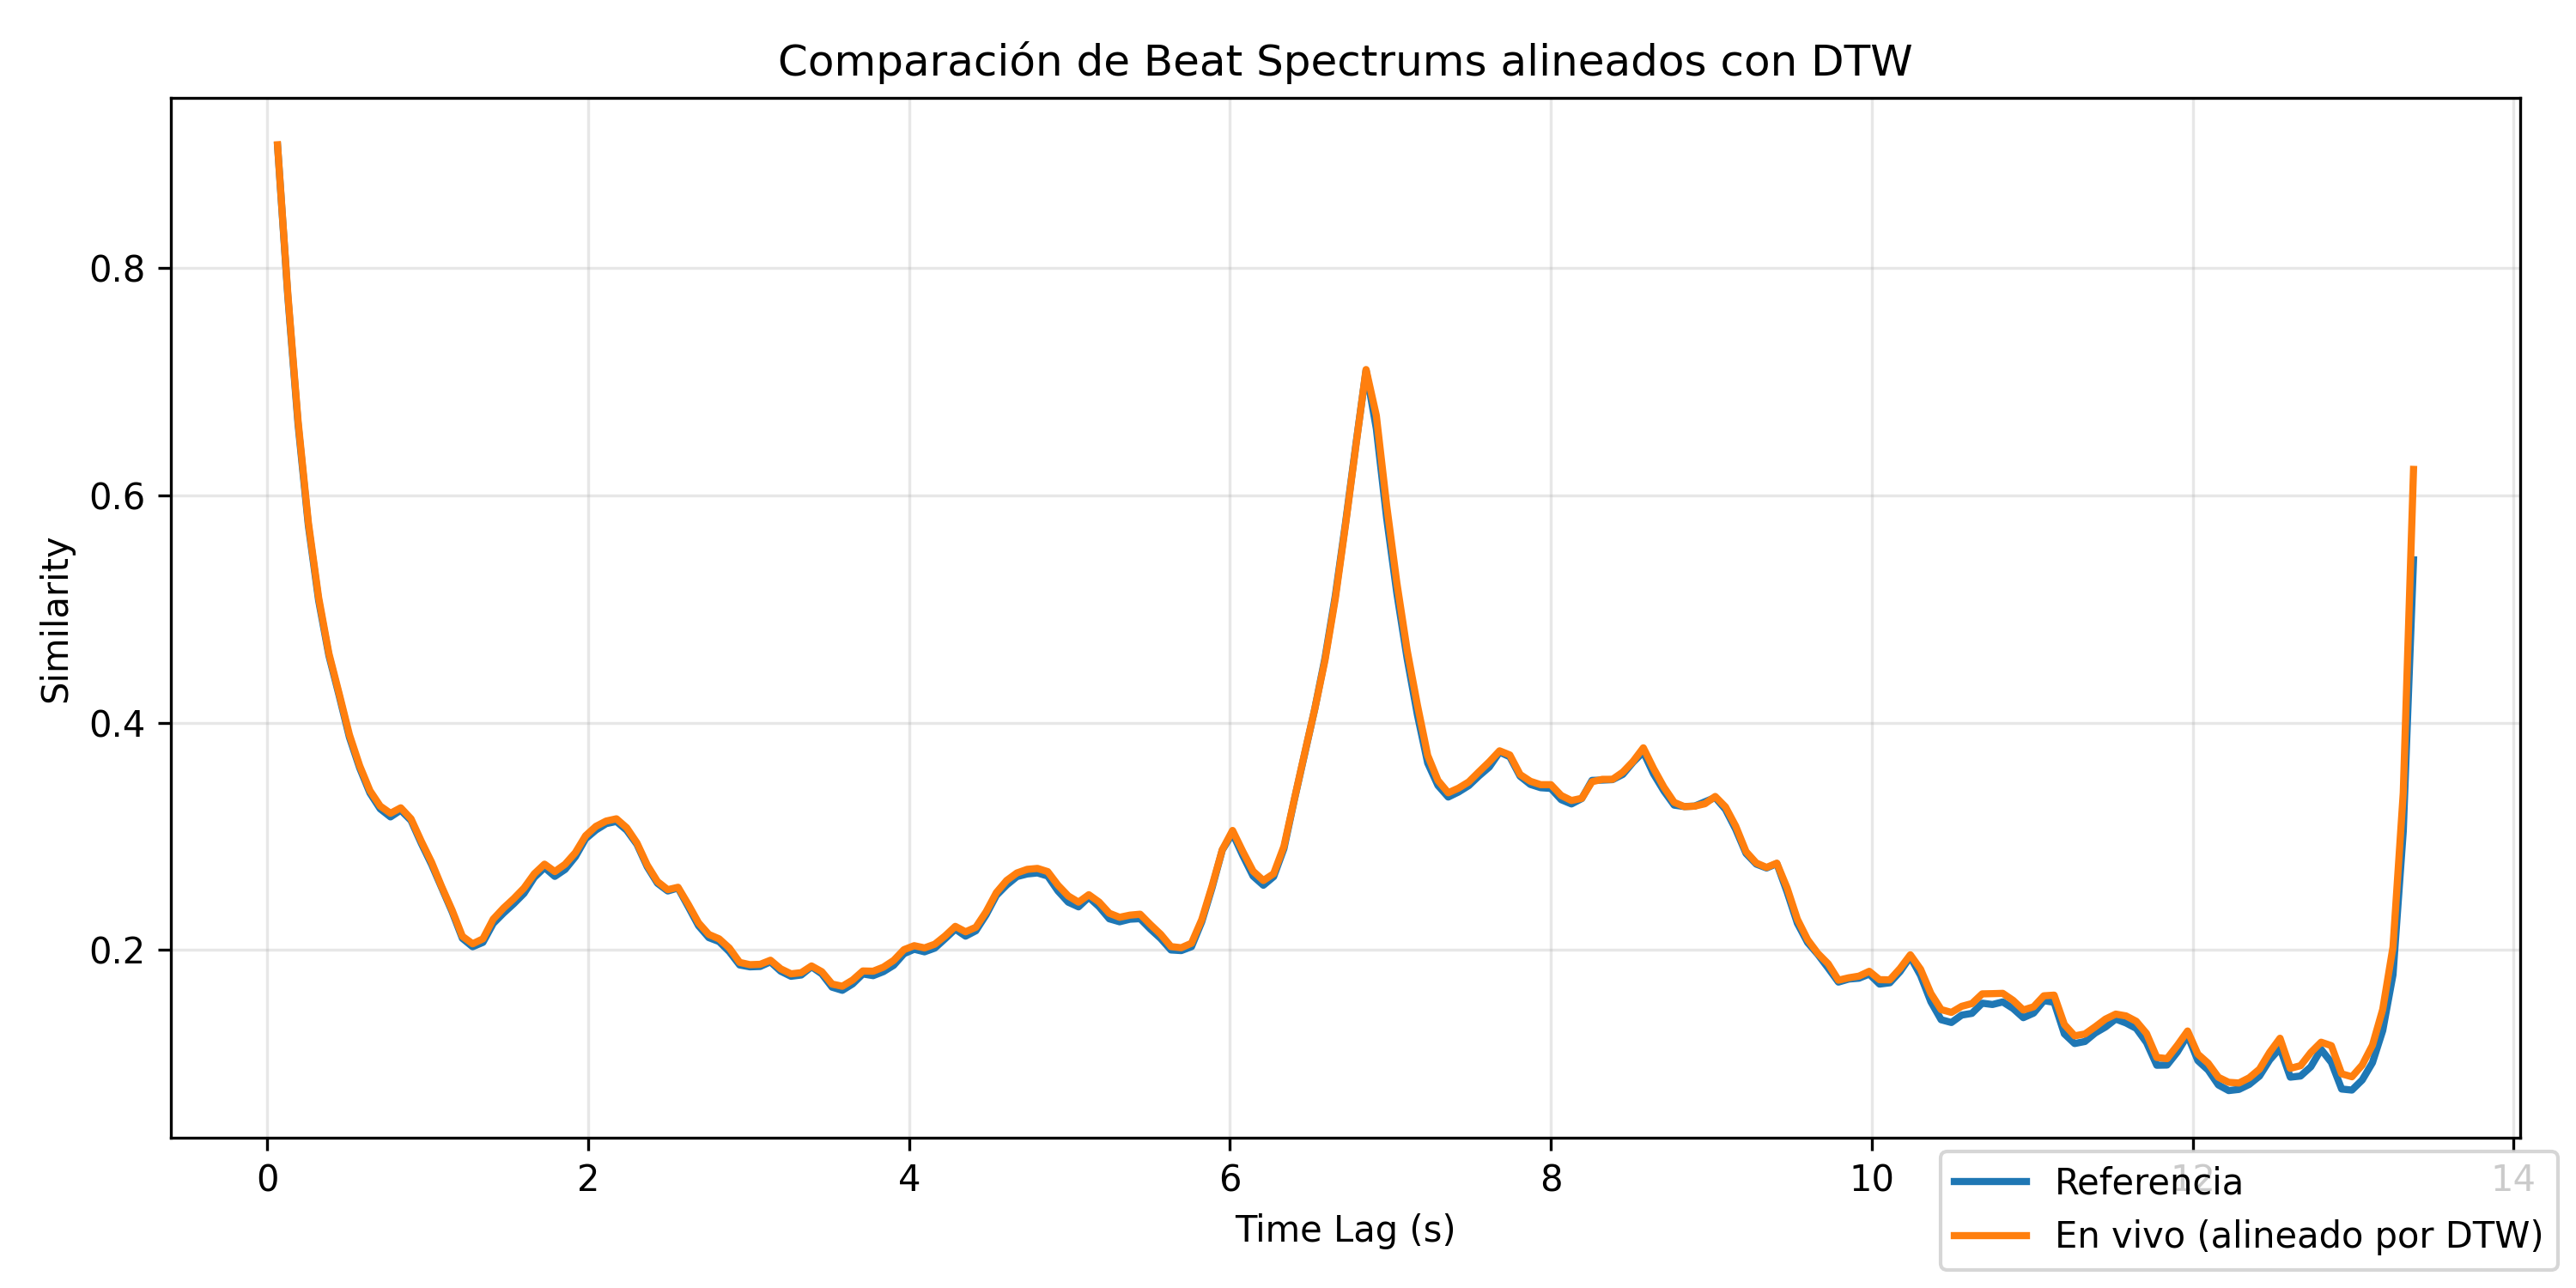 Comparación de Beat Spectrums alineados con DTW
Similarity
0.8
0.6
0.4
0.2
0 2 4 6 8 10 12 14
Time Lag (s)
Referencia
En vivo (alineado por DTW)